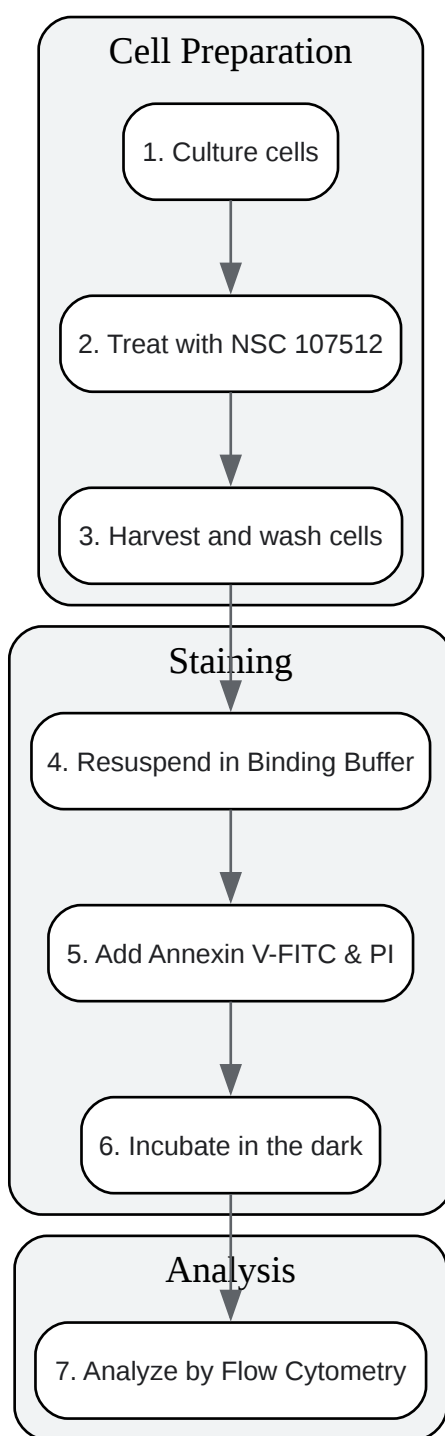 Cell Preparation
1. Culture cells
2. Treat with NSC 107512
3. Harvest and wash cells
Staining
4. Resuspend in Binding Buffer
5. Add Annexin V-FITC & PI
6. Incubate in the dark
Analysis
7. Analyze by Flow Cytometry